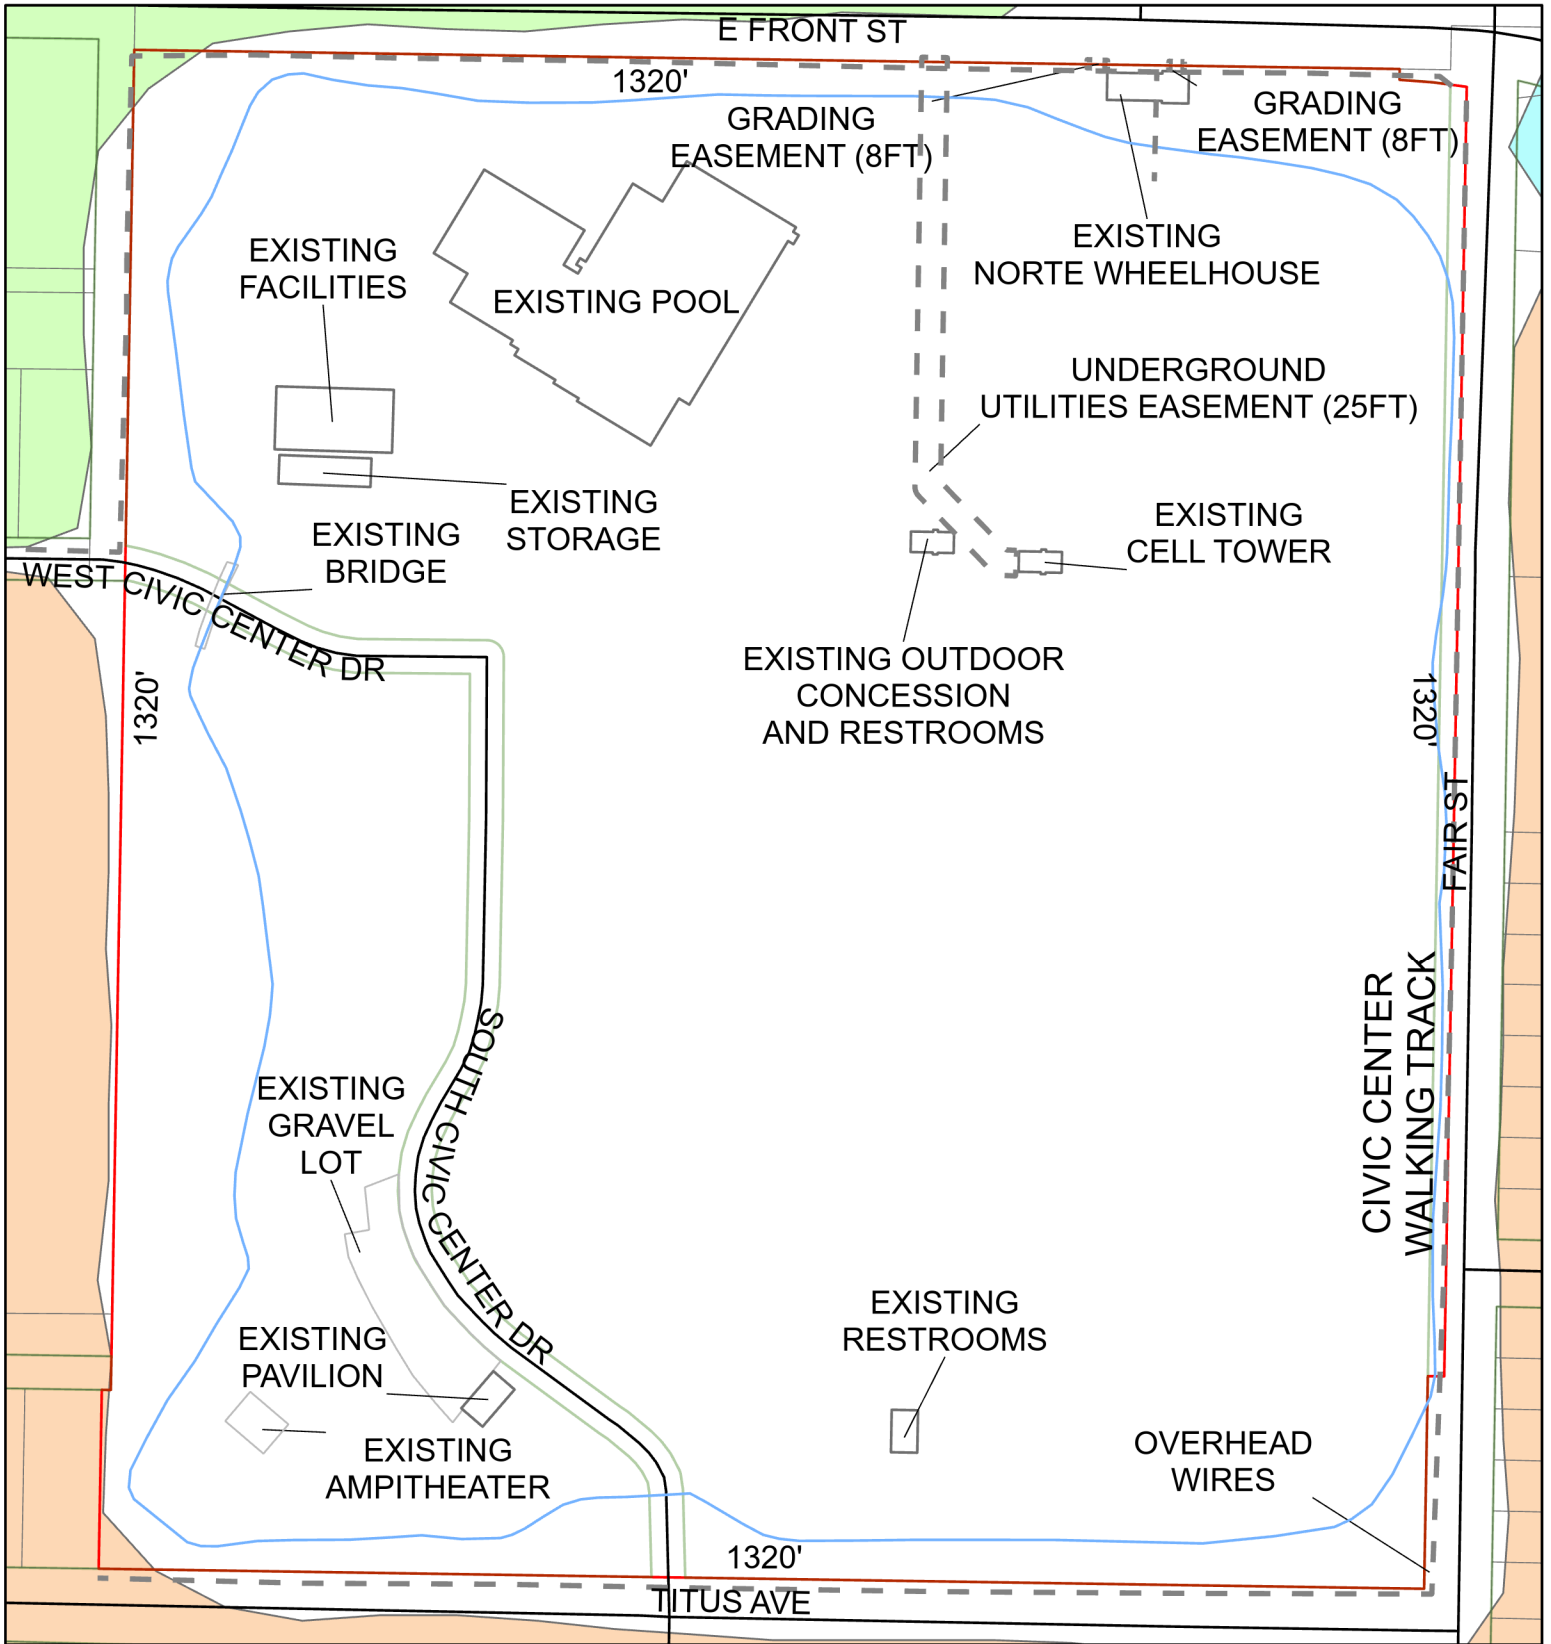 E FRONT ST
1320'
GRADING
EASEMENT (8FT)
GRADING
EASEMENT (8FT)
EXISTING
FACILITIES
EXISTING POOL
EXISTING
NORTE WHEELHOUSE
UNDERGROUND
UTILITIES EASEMENT (25FT)
EXISTING
STORAGE
EXISTING
CELL TOWER
EXISTING
BRIDGE
WEST CIVIC CENTER DR
EXISTING OUTDOOR
CONCESSION
AND RESTROOMS
1320'
1320'
FAIR ST
CIVIC CENTER
WALKING TRACK
SOUTH CIVIC CENTER DR
EXISTING
GRAVEL
LOT
EXISTING
PAVILION
EXISTING
RESTROOMS
EXISTING
AMPITHEATER
OVERHEAD
WIRES
1320'
TITUS AVE